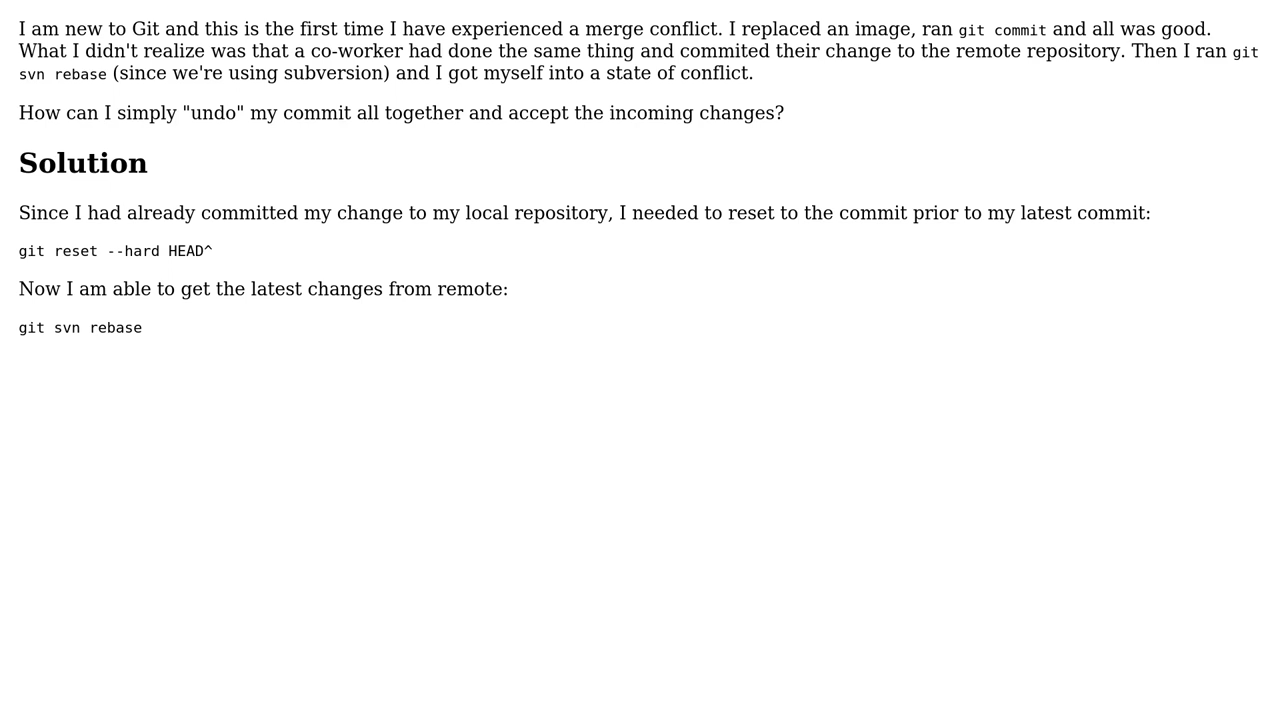 I am new to Git and this is the first time I have experienced a merge conflict. I replaced an image, ran git commit and all was good.
What I didn't realize was that a co-worker had done the same thing and commited their change to the remote repository. Then I ran git
svn rebase (since we're using subversion) and I got myself into a state of conflict.
How can I simply "undo" my commit all together and accept the incoming changes?
Solution
Since I had already committed my change to my local repository, I needed to reset to the commit prior to my latest commit:
git reset --hard HEAD^
Now I am able to get the latest changes from remote:
git svn rebase